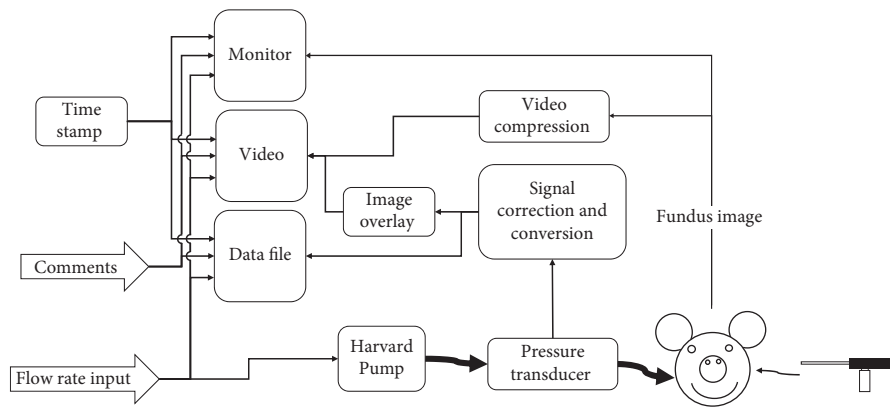 Monitor
Time
stamp
Video
compression
Video
Image
overlay
Signal
correction and
conversion
Fundus image
Comments
Data file
Flow rate input
Harvard
Pump
Pressure
transducer